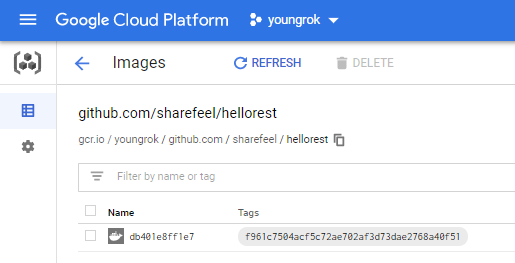 Google Cloud Platform youngrok
Images REFRESH DELETE
github.com/sharefeel/hellorest
gcr.io / youngrok / github.com / sharefeel / hellorest
Filter by name or tag
Name Tags
db401e8ff1e7 f961c7504acf5c72ae702af3d73dae2768a40f51